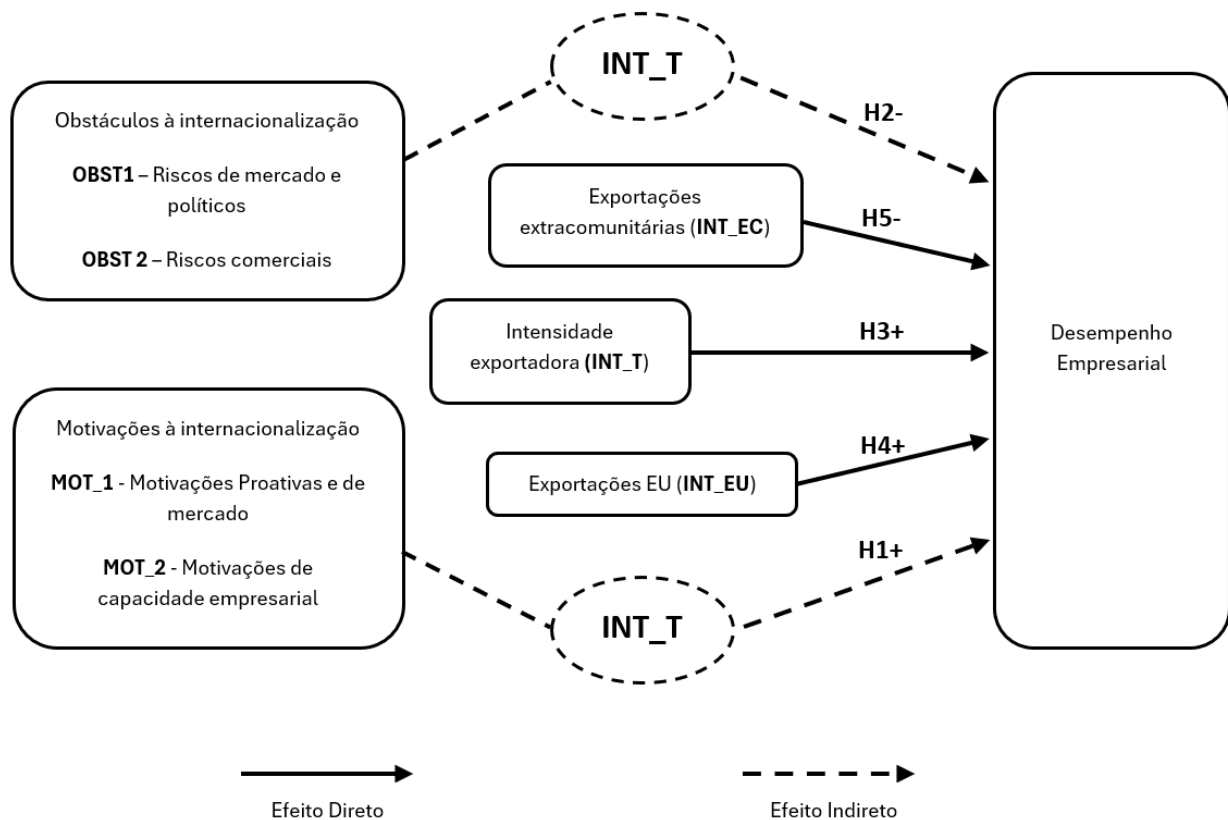 INT_T
Obstáculos à internacionalização
OBST1 – Riscos de mercado e
políticos
OBST 2 – Riscos comerciais
H2-
Exportações
extracomunitárias (INT_EC)
H5-
Intensidade
exportadora (INT_T)
H3+
Desempenho
Empresarial
Motivações à internacionalização
MOT_1 - Motivações Proativas e de
mercado
MOT_2 - Motivações de
capacidade empresarial
H4+
Exportações EU (INT_EU)
H1+
INT_T
Efeito Direto
Efeito Indireto